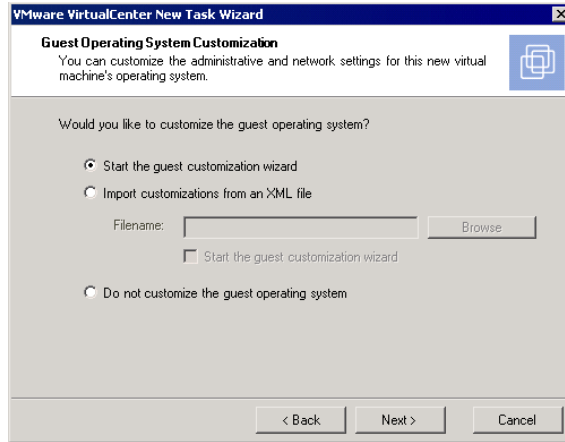 VMware VirtualCenter New Task Wizard
Guest Operating System Customization
You can customize the administrative and network settings for this new virtual
machine's operating system.
Would you like to customize the guest operating system?
Start the guest customization wizard
Import customizations from an XML file
Filename:
Browse
Start the guest customization wizard
Do not customize the guest operating system
< Back
Next >
Cancel